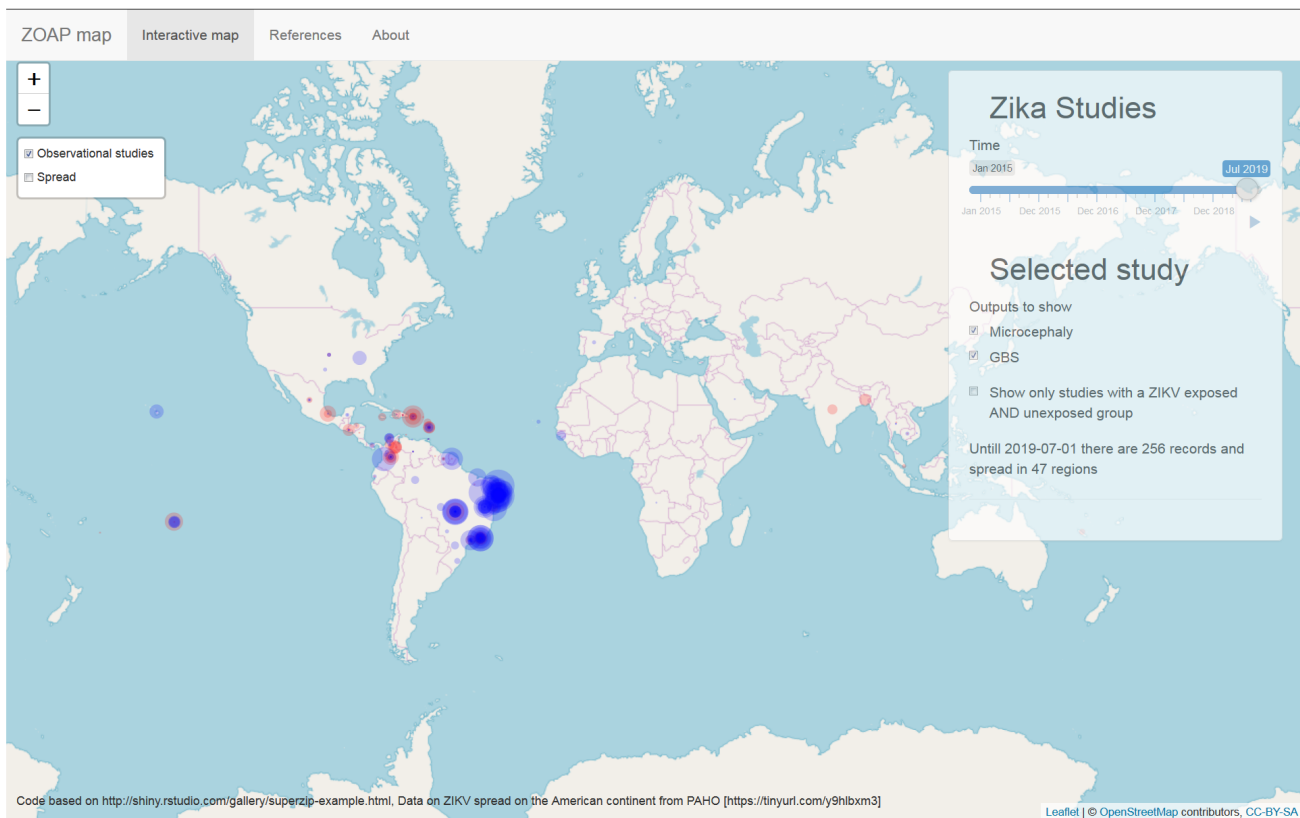 ZOAP map Interactive map References About
+
−
Observational studies
Spread
Zika Studies
Time
Jan 2015 Jul 2019
Jan 2015 Dec 2015 Dec 2016 Dec 2017 Dec 2018
Selected study
Outputs to show
Microcephaly
GBS
Show only studies with a ZIKV exposed
AND unexposed group
Untill 2019-07-01 there are 256 records and
spread in 47 regions
Code based on http://shiny.rstudio.com/gallery/superzip-example.html, Data on ZIKV spread on the American continent from PAHO [https://tinyurl.com/y9hlbxm3]
Leaflet | © OpenStreetMap contributors, CC-BY-SA